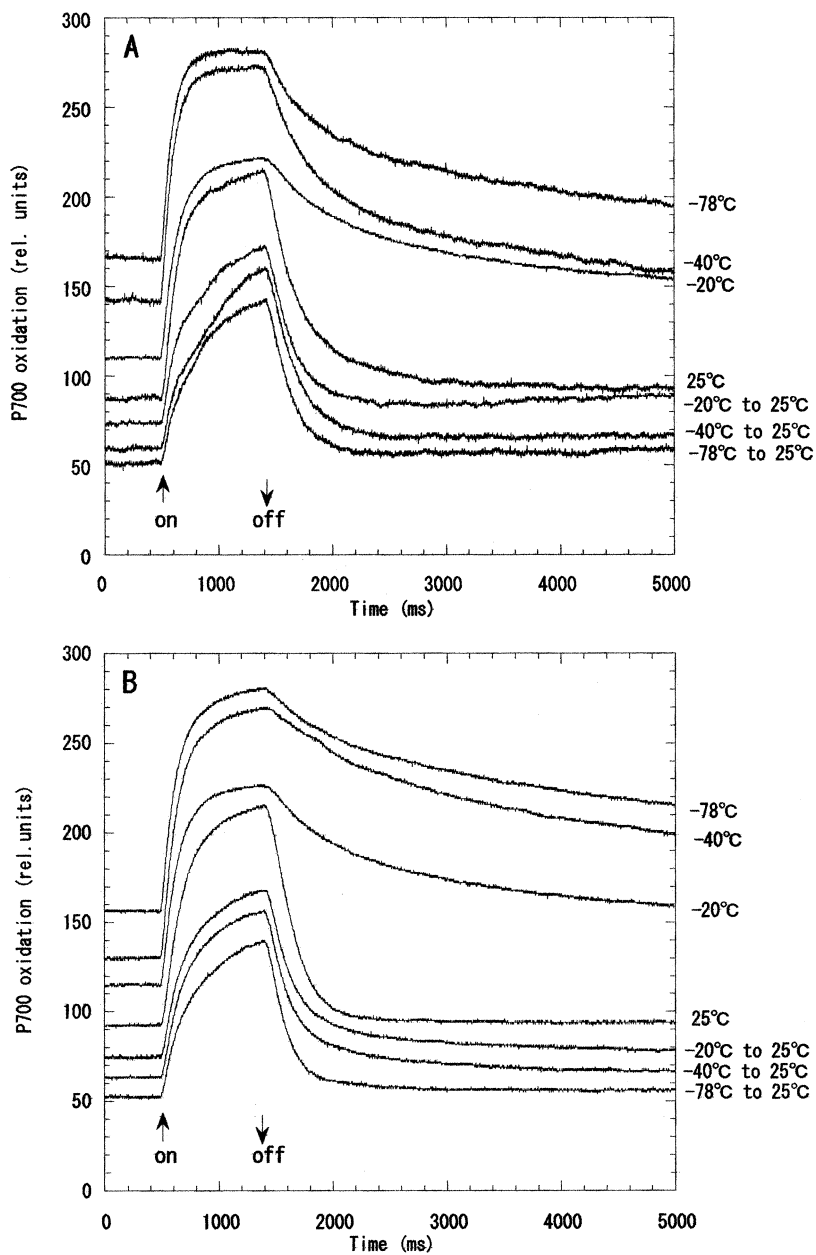 A
300
250
200
150
100
50
0
P700 oxidation (rel. units)
-78℃
-40℃
-20℃
25℃
-20℃ to 25℃
-40℃ to 25℃
-78℃ to 25℃
on
off
0 1000 2000 3000 4000 5000
Time (ms)
B
300
250
200
150
100
50
0
P700 oxidation (rel.units)
-78℃
-40℃
-20℃
25℃
-20℃ to 25℃
-40℃ to 25℃
-78℃ to 25℃
on
off
0 1000 2000 3000 4000 5000
Time (ms)